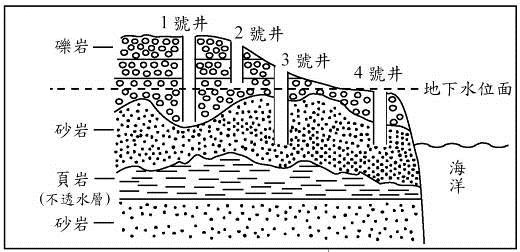 1 號井
2 號井
3 號井
4 號井
礫岩
地下水位面
砂岩
海洋
頁岩
(不透水層)
砂岩